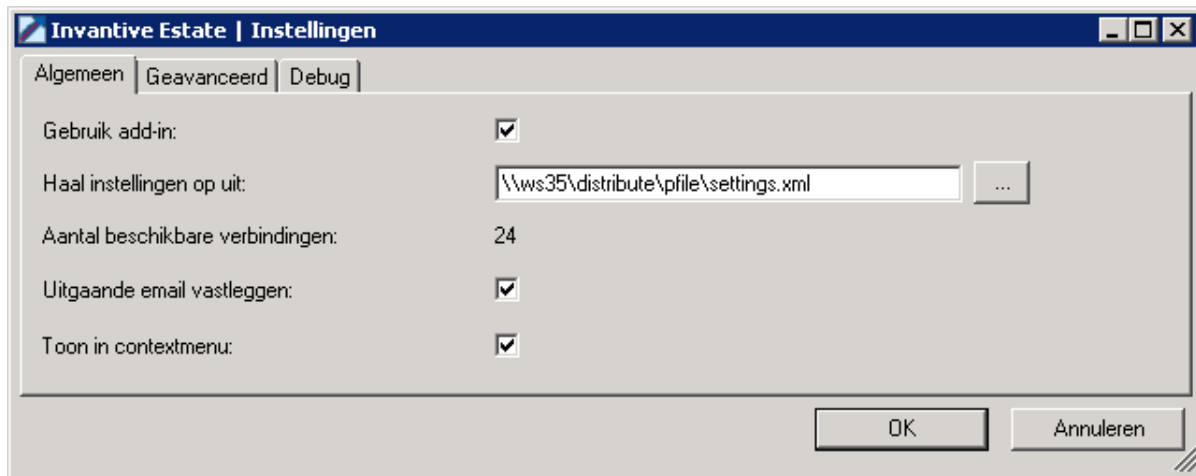 Invantive Estate | Instellingen
Algemeen Geavanceerd Debug
Gebruik add-in:
Haal instellingen op uit: \\ws35\distribute\pfile\settings.xml ...
Aantal beschikbare verbindingen: 24
Uitgaande email vastleggen:
Toon in contextmenu:
OK Annuleren